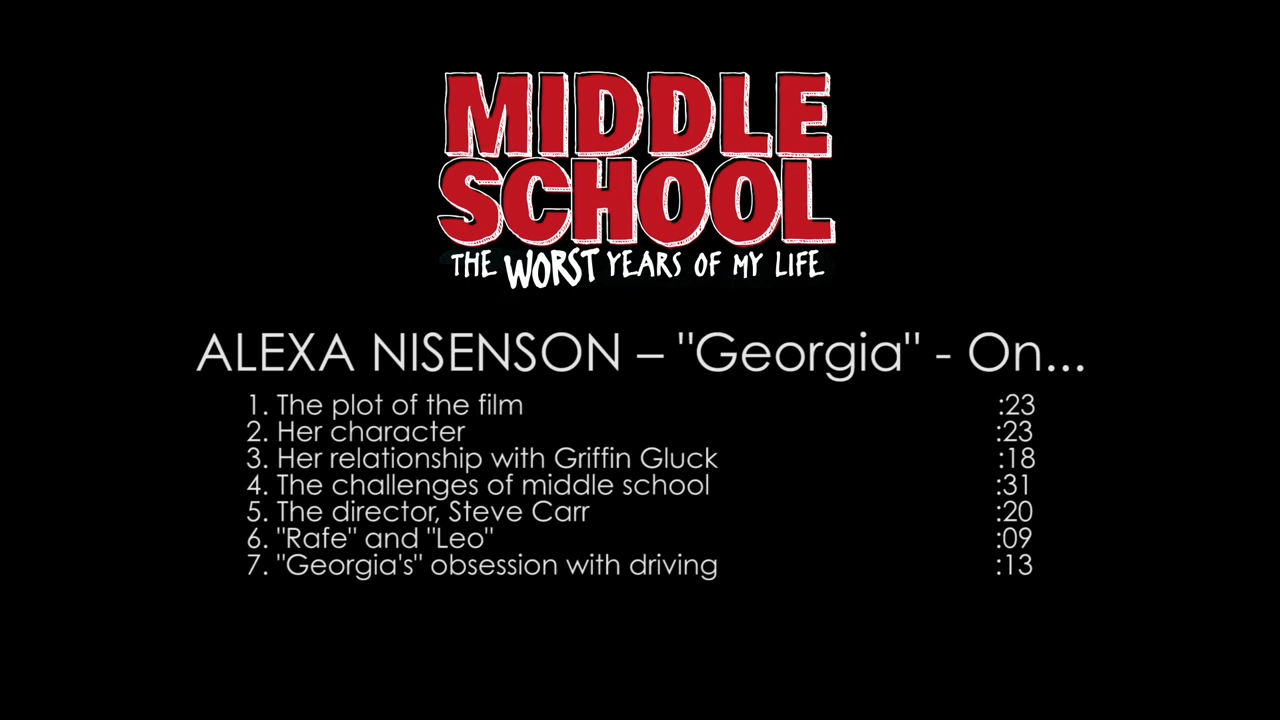 MIDDLE
SCHOOL
THE WORST YEARS OF MY LIFE
ALEXA NISENSON – "Georgia" - On...
1. The plot of the film :23
2. Her character :23
3. Her relationship with Griffin Gluck :18
4. The challenges of middle school :31
5. The director, Steve Carr :20
6. "Rafe" and "Leo" :09
7. "Georgia's" obsession with driving :13